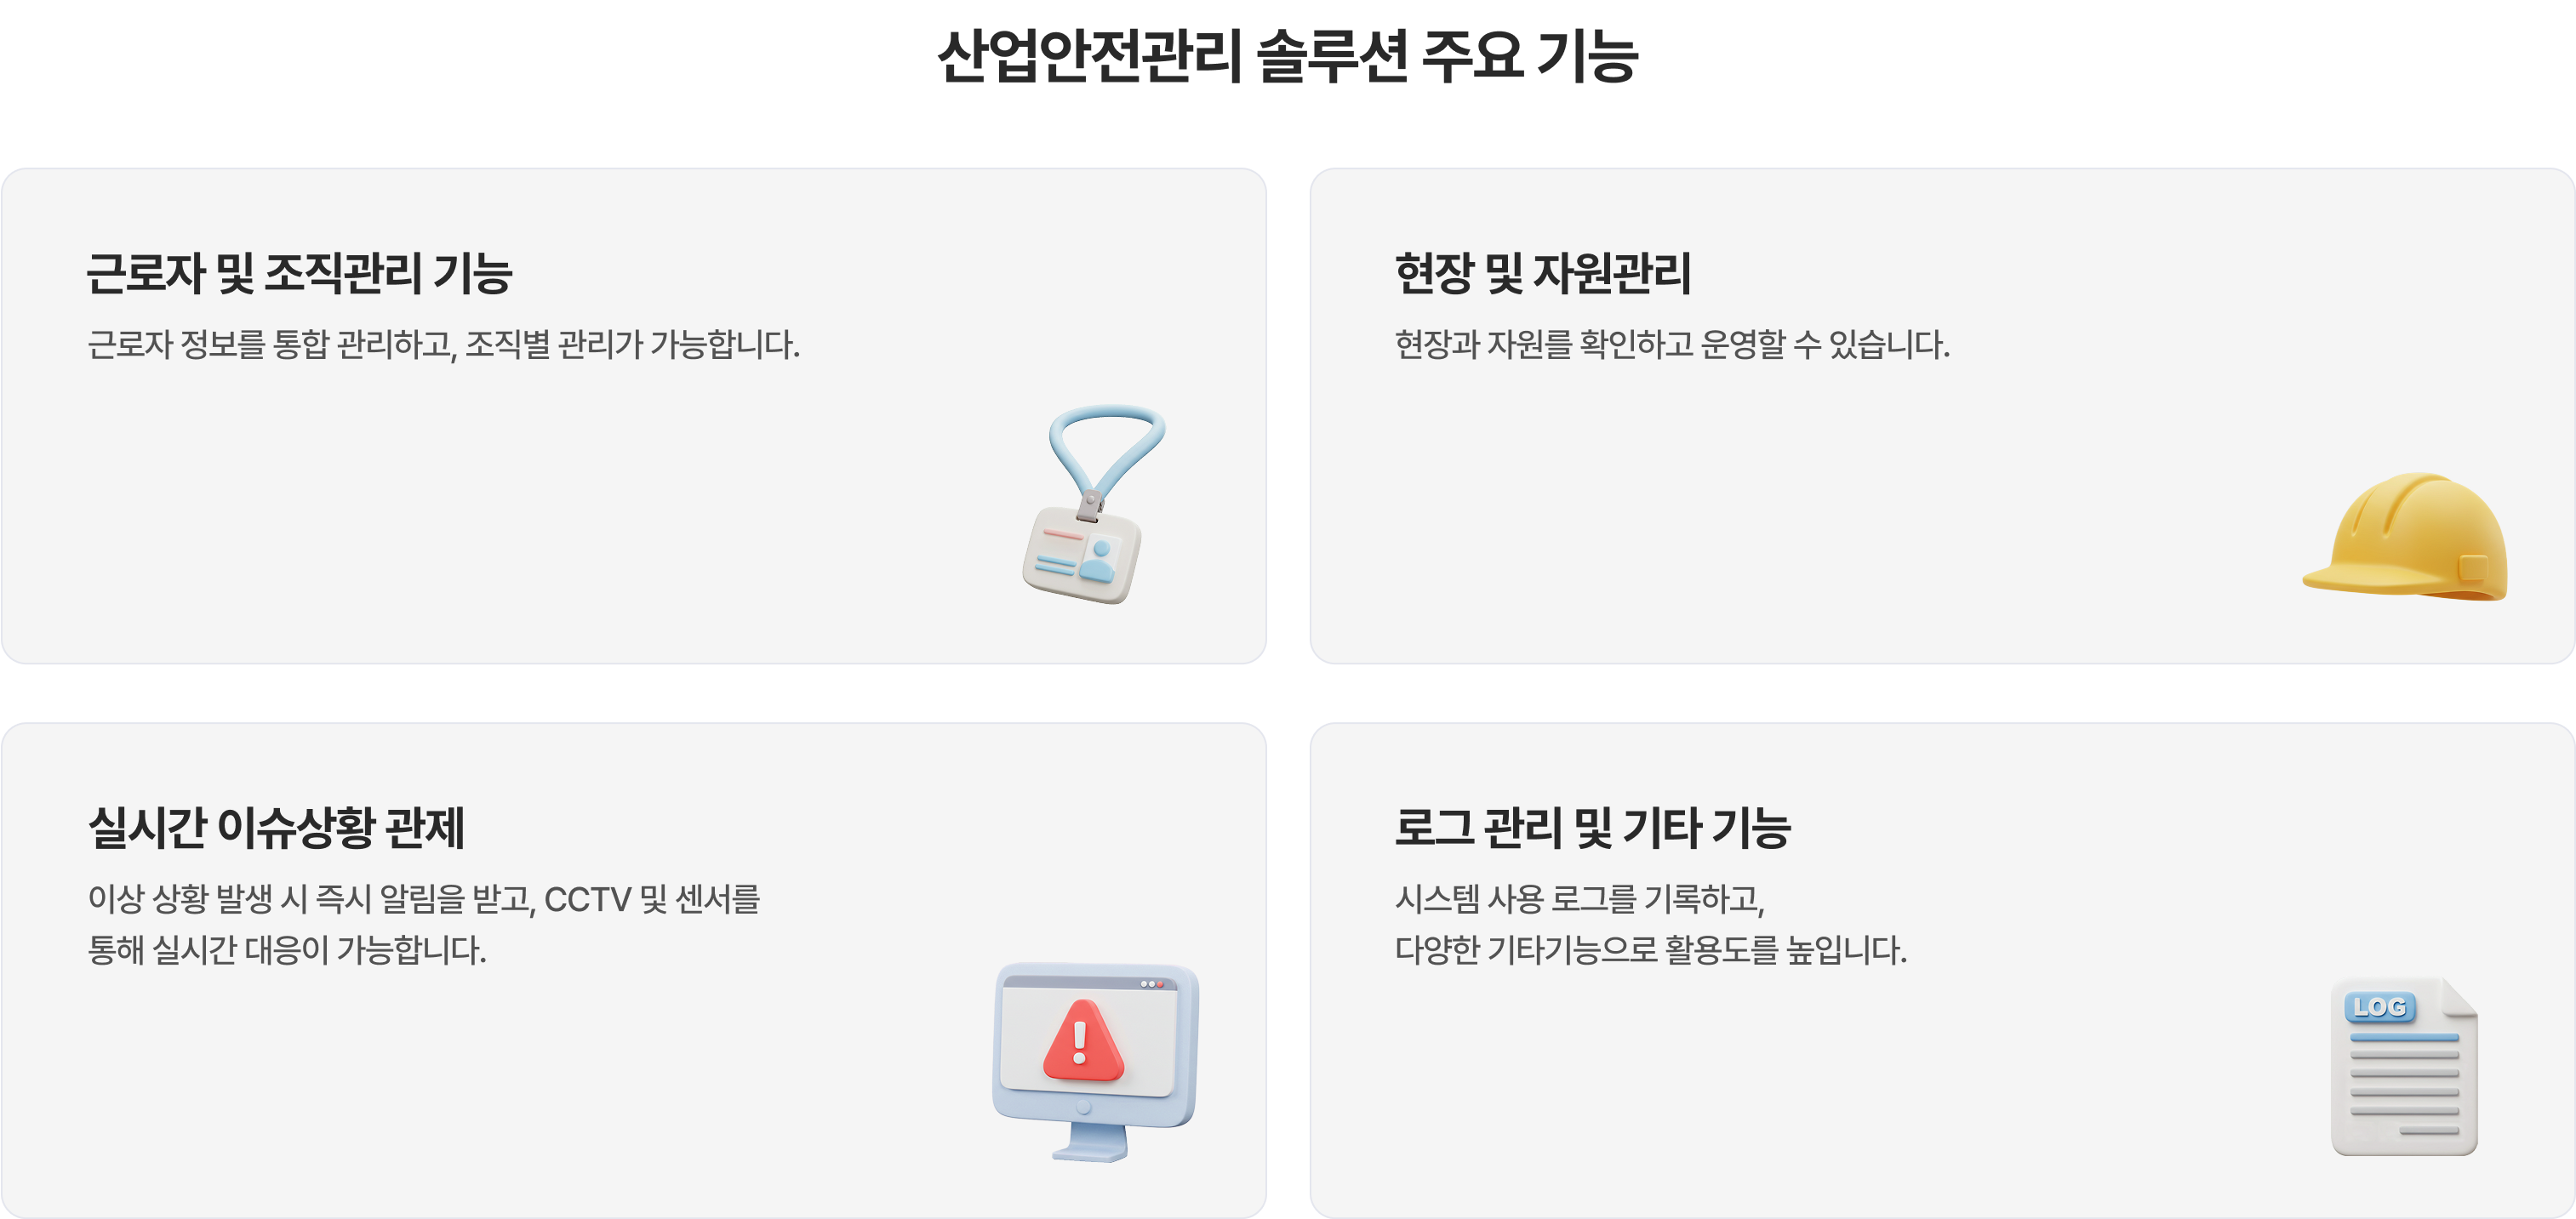 산업안전관리 솔루션 주요 기능
근로자 및 조직관리 기능
근로자 정보를 통합 관리하고, 조직별 관리가 가능합니다.
현장 및 자원관리
현장과 자원을 확인하고 운영할 수 있습니다.
실시간 이슈상황 관제
이상 상황 발생 시 즉시 알림을 받고, CCTV 및 센서를
통해 실시간 대응이 가능합니다.
로그 관리 및 기타 기능
시스템 사용 로그를 기록하고,
다양한 기타기능으로 활용도를 높입니다.
LOG